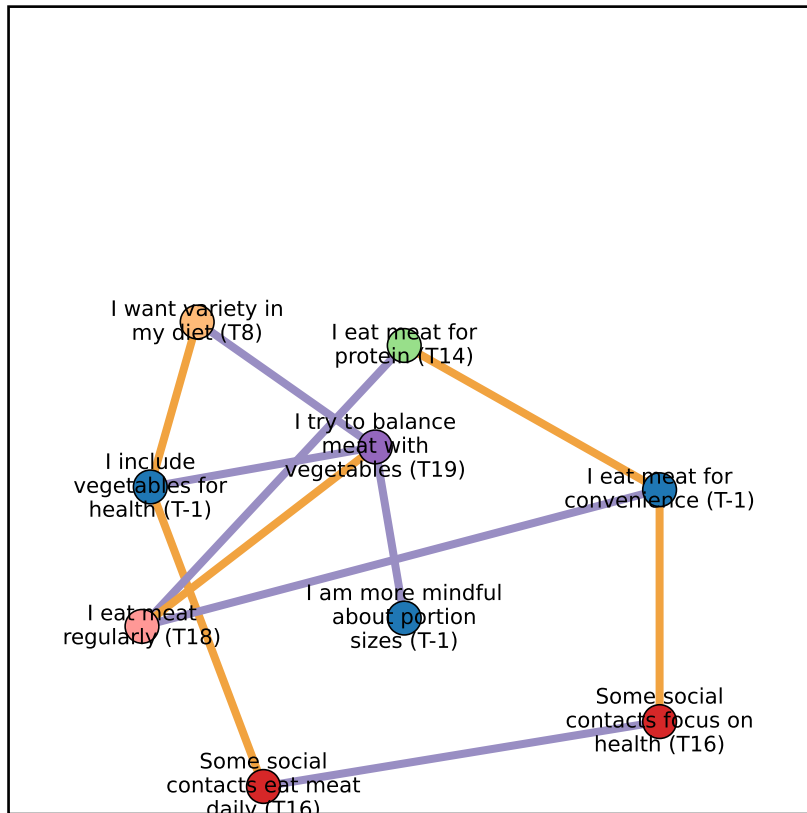 I want variety in
my diet (T8)
I eat meat for
protein (T14)
I try to balance
meat with
vegetables (T19)
I include
vegetables for
health (T-1)
I eat meat for
convenience (T-1)
I am more mindful
about portion
sizes (T-1)
I eat meat
regularly (T18)
Some social
contacts focus on
health (T16)
Some social
contacts eat meat
daily (T16)